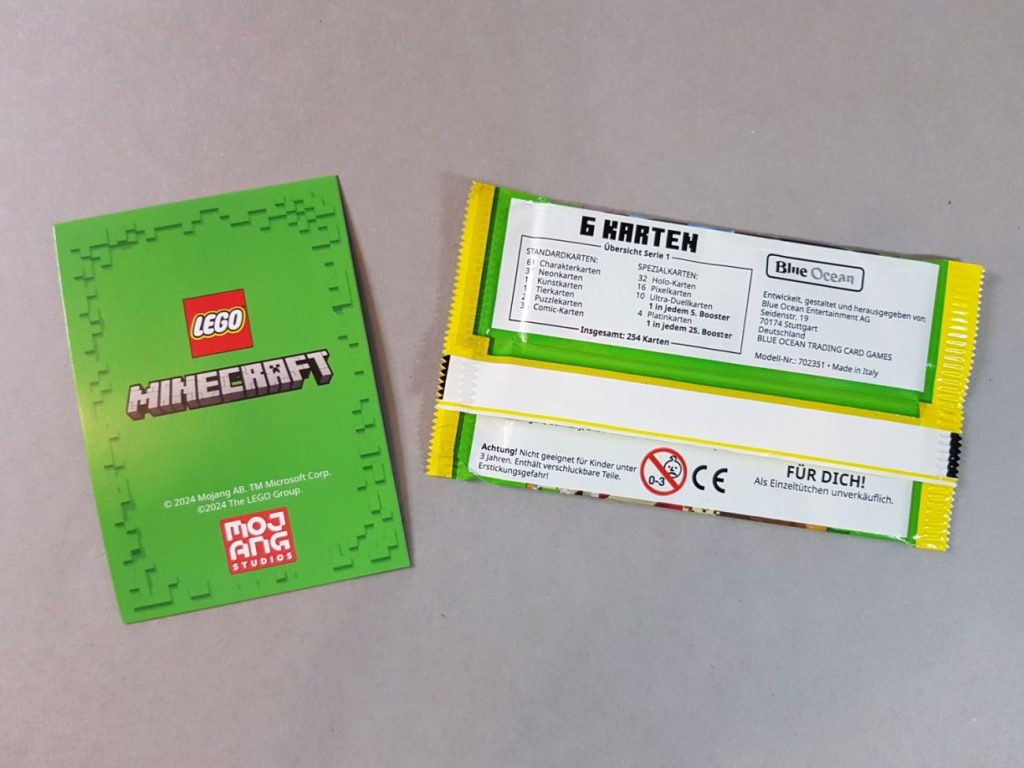 LEGO
MINECRAFT
© 2024 Mojang AB. TM Microsoft Corp.
©2024 The LEGO Group.
MOJ
ANG
STUDIOS
6 KARTEN
Übersicht Serie 1
STANDARDKARTEN:
Charakterkarten
Neonkarten
Kunstkarten
Tierkarten
Puzzlekarten
Comic-Karten
SPEZIALKARTEN:
32 Holo-Karten
16 Pixelkarten
10 Ultra-Duellkarten
1 in jedem 5. Booster
4 Platinkarten
1 in jedem 25. Booster
Insgesamt: 254 Karten
Blue Ocean
Entwickelt, gestaltet und herausgegeben von:
Blue Ocean Entertainment AG
Seidenstr. 19
70174 Stuttgart
Deutschland
BLUE OCEAN TRADING CARD GAMES
Modell-Nr.: 702351 • Made in Italy
Achtung! Nicht geeignet für Kinder unter
3 Jahren. Enthält verschluckbare Teile.
Erstickungsgefahr!
0-3
CE
FÜR DICH!
Als Einzeltütchen unverkäuflich.